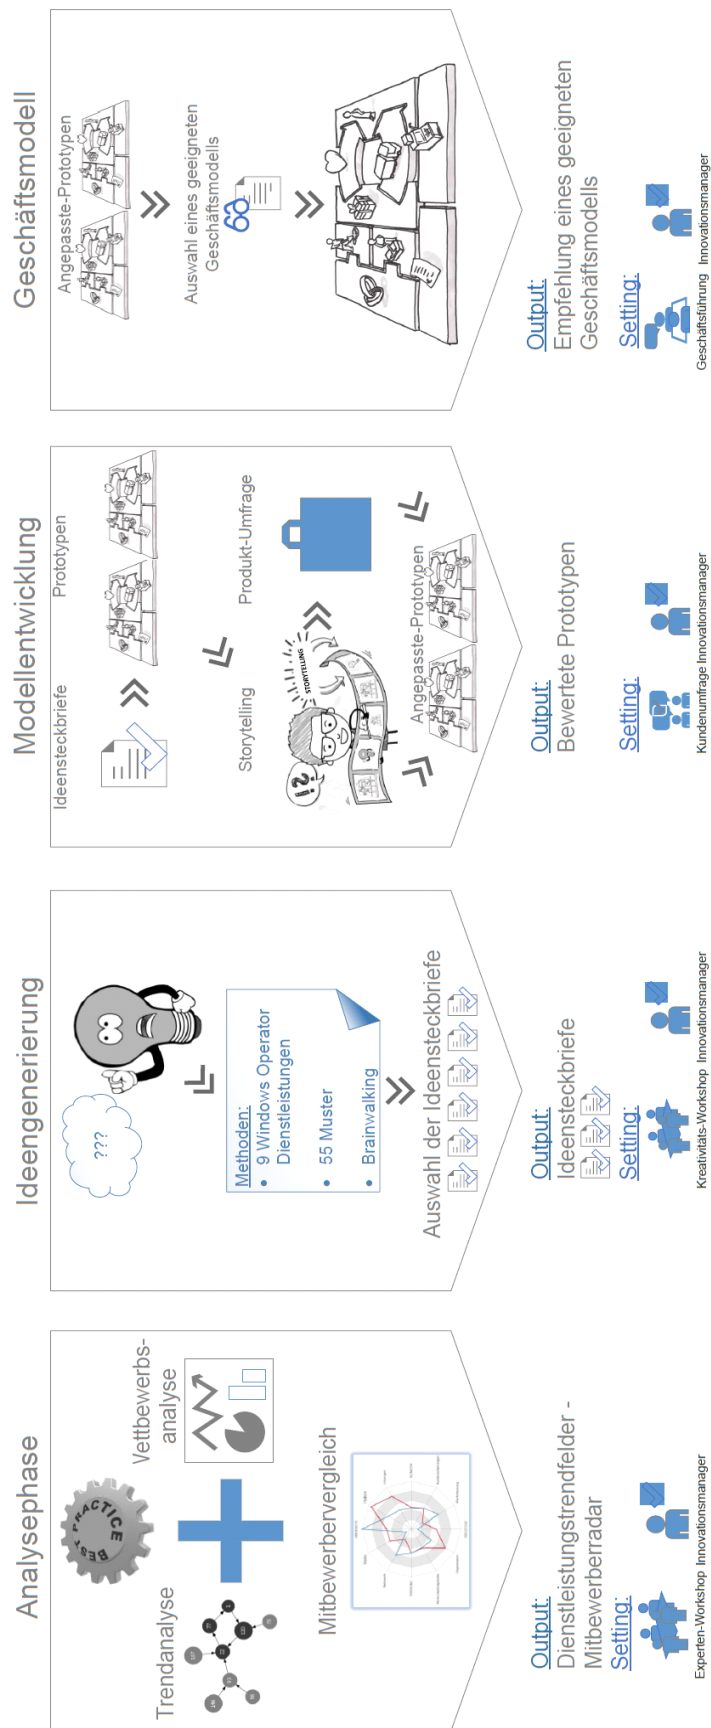 Analysephase
BEST PRACTICE
Trendanalyse
Vettbewerbs-
analyse
Mitbewerbervergleich
Output:
Dienstleistungstrendfelder -
Mitbewerberradar
Setting:
Experten-Workshop Innovationsmanager
Ideengenerierung
???
Methoden:
• 9 Windows Operator
Dienstleistungen
• 55 Muster
• Brainwalking
Auswahl der Ideensteckbriefe
Output:
Ideensteckbriefe
Setting:
Kreativitäts-Workshop Innovationsmanager
Modellentwicklung
Ideensteckbriefe
Prototypen
Storytelling
Produkt-Umfrage
STORYTELLING
?!
Angepasste-Prototypen
Output:
Bewertete Prototypen
Setting:
Kundenumfrage Innovationsmanager
Geschäftsmodell
Angepasste-Prototypen
Auswahl eines geeigneten
Geschäftsmodells
Output:
Empfehlung eines geeigneten
Geschäftsmodells
Setting:
Geschäftsführung Innovationsmanager